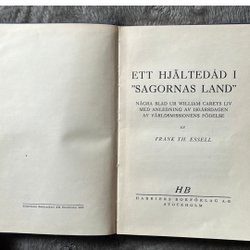 ETT HJÄLTEDÅD I
"SAGORNAS LAND"
NÅGRA BLAD UR WILLIAM CAREYS LIV
MED ANLEDNING AV
AV VÄRLDSMISSIONENS FÖDELSE
AV
FRANK TH. ESSELL
HB
HARRIERS BOKFÖRLAG A.-B.
STOCKHOLM